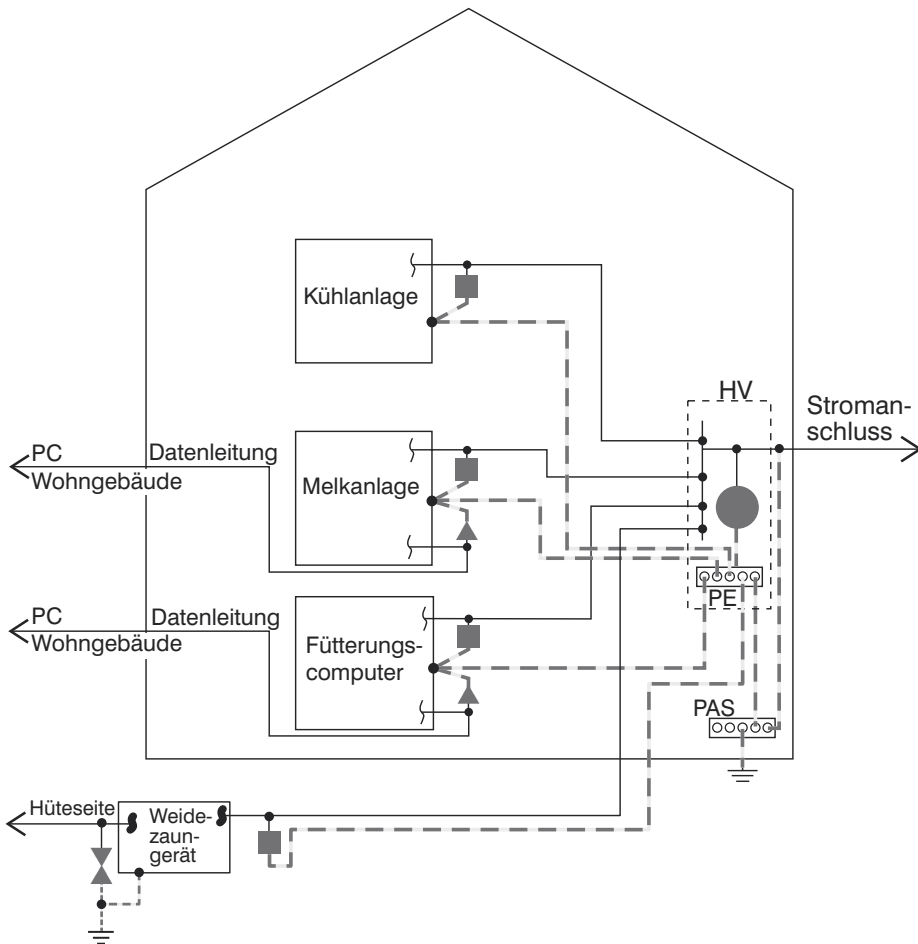 Kühlanlage
HV
Stroman-
schluss
PC
Datenleitung
Wohngebäude
Melkanlage
PE
PC
Datenleitung
Wohngebäude
Fütterungs-
computer
PAS
Hüteseite
Weide-
zaun-
gerät